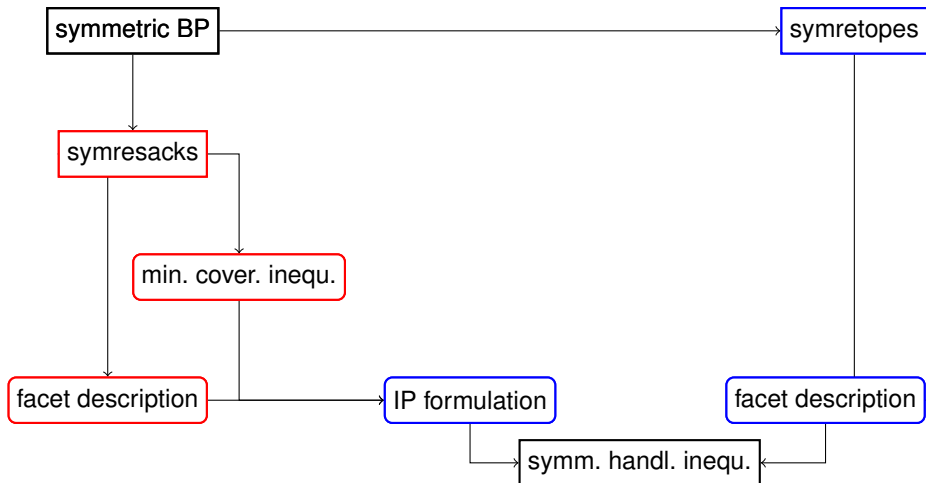 symmetric BP
symretopes
symresacks
min. cover. inequ.
facet description
IP formulation
facet description
symm. handl. inequ.